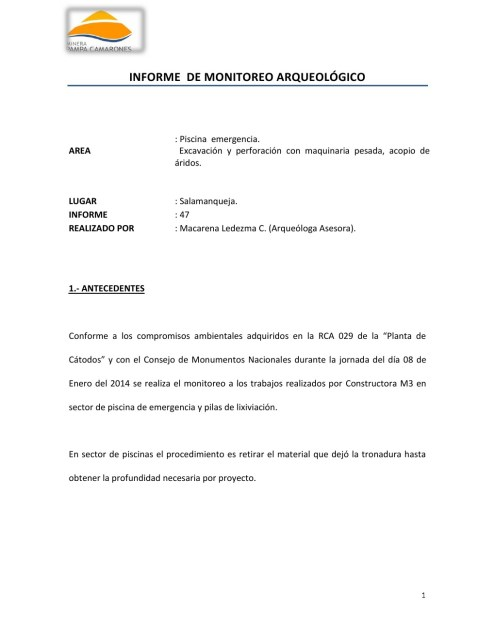 MINERA
PAMPA CAMARONES
INFORME DE MONITOREO ARQUEOLÓGICO
: Piscina emergencia.
AREA Excavación y perforación con maquinaria pesada, acopio de
áridos.
LUGAR : Salamanqueja.
INFORME : 47
REALIZADO POR : Macarena Ledezma C. (Arqueóloga Asesora).
1.- ANTECEDENTES
Conforme a los compromisos ambientales adquiridos en la RCA 029 de la “Planta de
Cátodos” y con el Consejo de Monumentos Nacionales durante la jornada del día 08 de
Enero del 2014 se realiza el monitoreo a los trabajos realizados por Constructora M3 en
sector de piscina de emergencia y pilas de lixiviación.
En sector de piscinas el procedimiento es retirar el material que dejó la tronadura hasta
obtener la profundidad necesaria por proyecto.
1